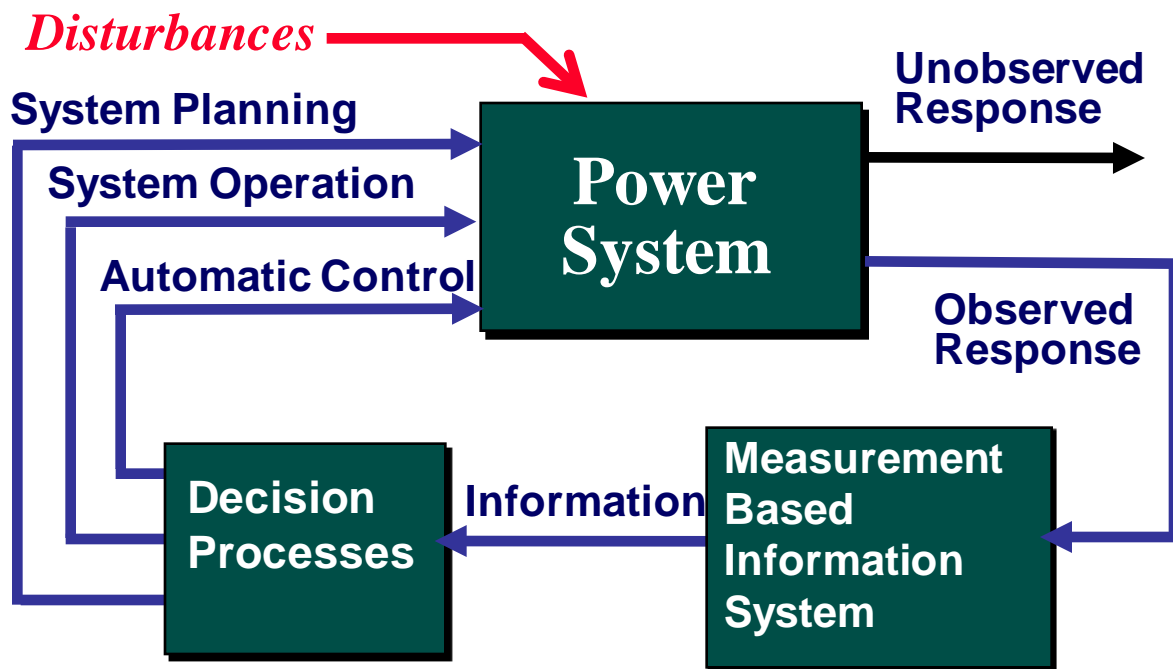 Disturbances
System Planning
System Operation
Automatic Control
Power
System
Unobserved
Response
Observed
Response
Decision
Processes
Information
Measurement
Based
Information
System